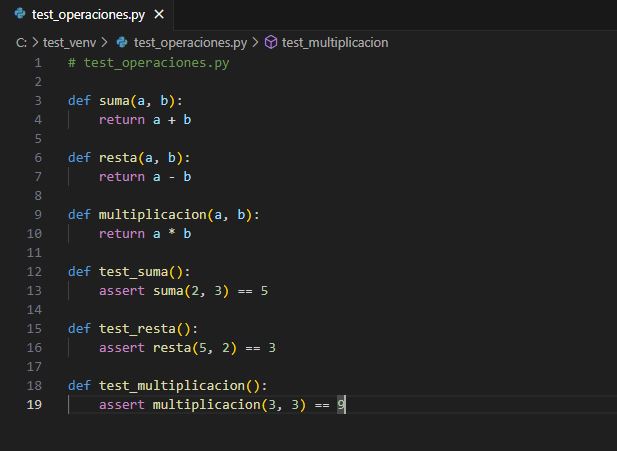 test_operaciones.py ×
C: > test_venv > test_operaciones.py > test_multiplicacion
1 # test_operaciones.py
2
3 def suma(a, b):
4     return a + b
5
6 def resta(a, b):
7     return a - b
8
9 def multiplicacion(a, b):
10     return a * b
11
12 def test_suma():
13     assert suma(2, 3) == 5
14
15 def test_resta():
16     assert resta(5, 2) == 3
17
18 def test_multiplicacion():
19     assert multiplicacion(3, 3) == 9